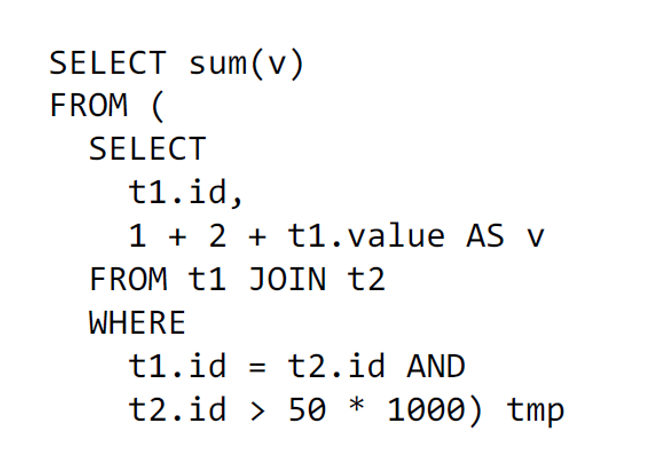 SELECT sum(v)
FROM (
SELECT
t1.id,
1 + 2 + t1.value AS v
FROM t1 JOIN t2
WHERE
t1.id = t2.id AND
t2.id > 50 * 1000) tmp